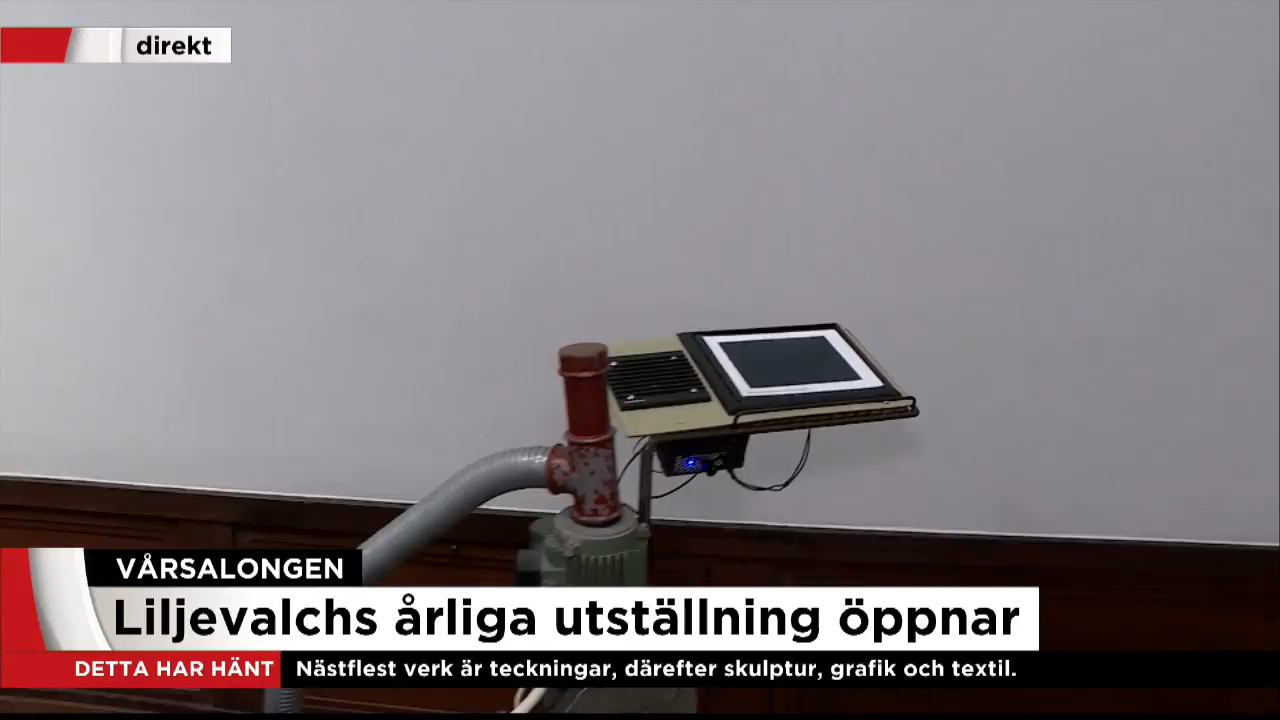 direkt
VÅRSALONGEN
Liljevalchs årliga utställning öppnar
DETTA HAR HÄNT Nästflest verk är teckningar, därefter skulptur, grafik och textil.